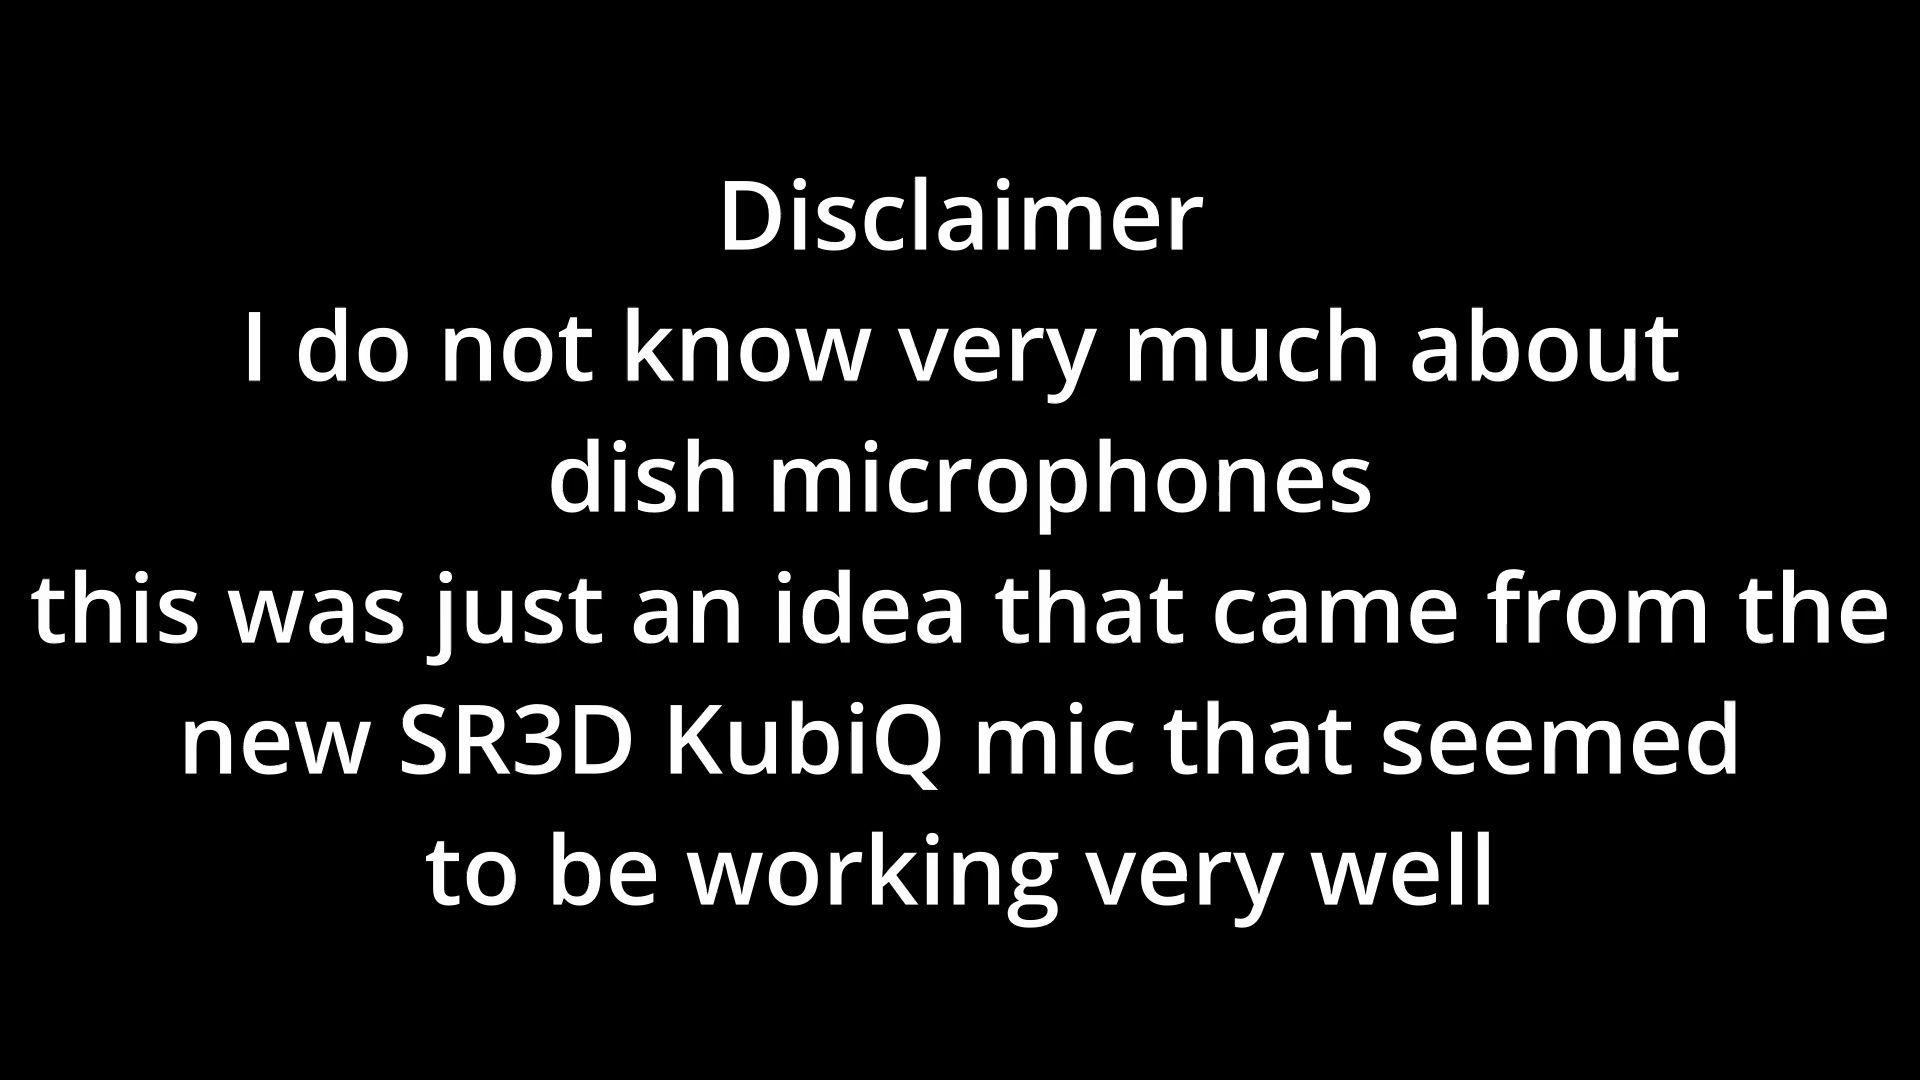 Disclaimer
I do not know very much about
dish microphones
this was just an idea that came from the
new SR3D KubiQ mic that seemed
to be working very well